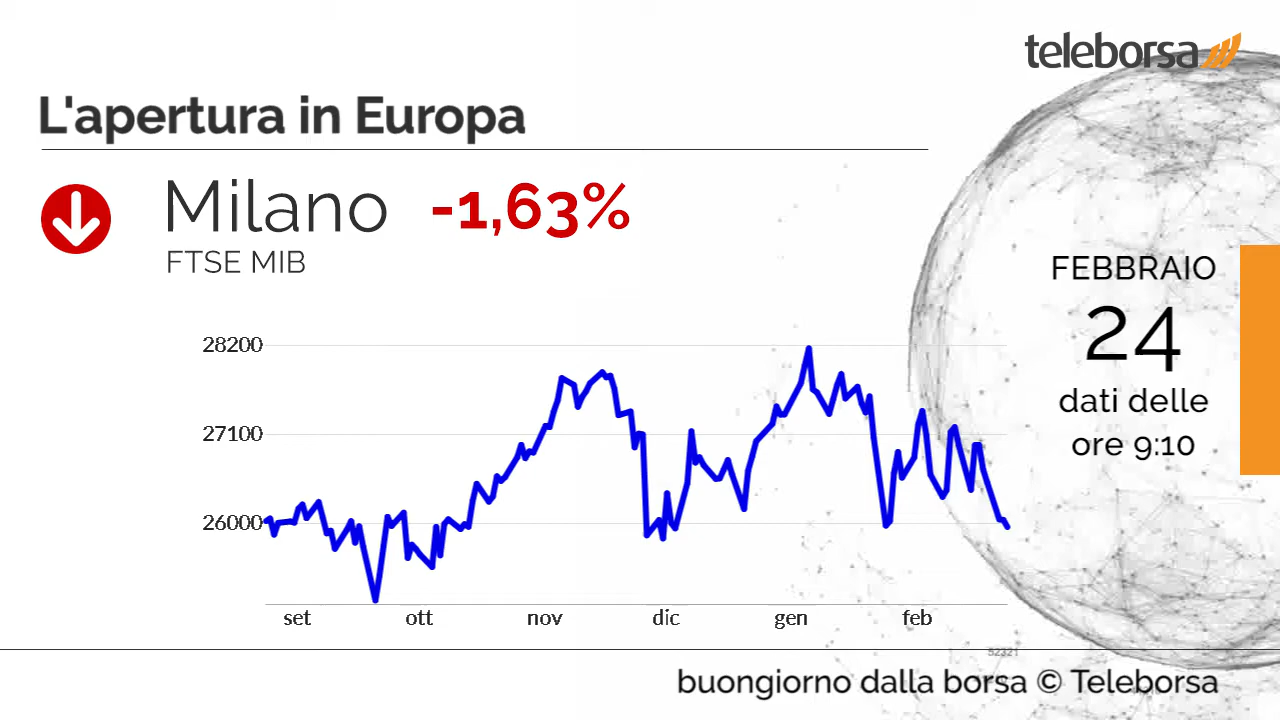 teleborsa
L'apertura in Europa
Milano -1,63%
FTSE MIB
FEBBRAIO
24
dati delle
ore 9:10
28200
27100
26000
set ott nov dic gen feb
52321
buongiorno dalla borsa © Teleborsa